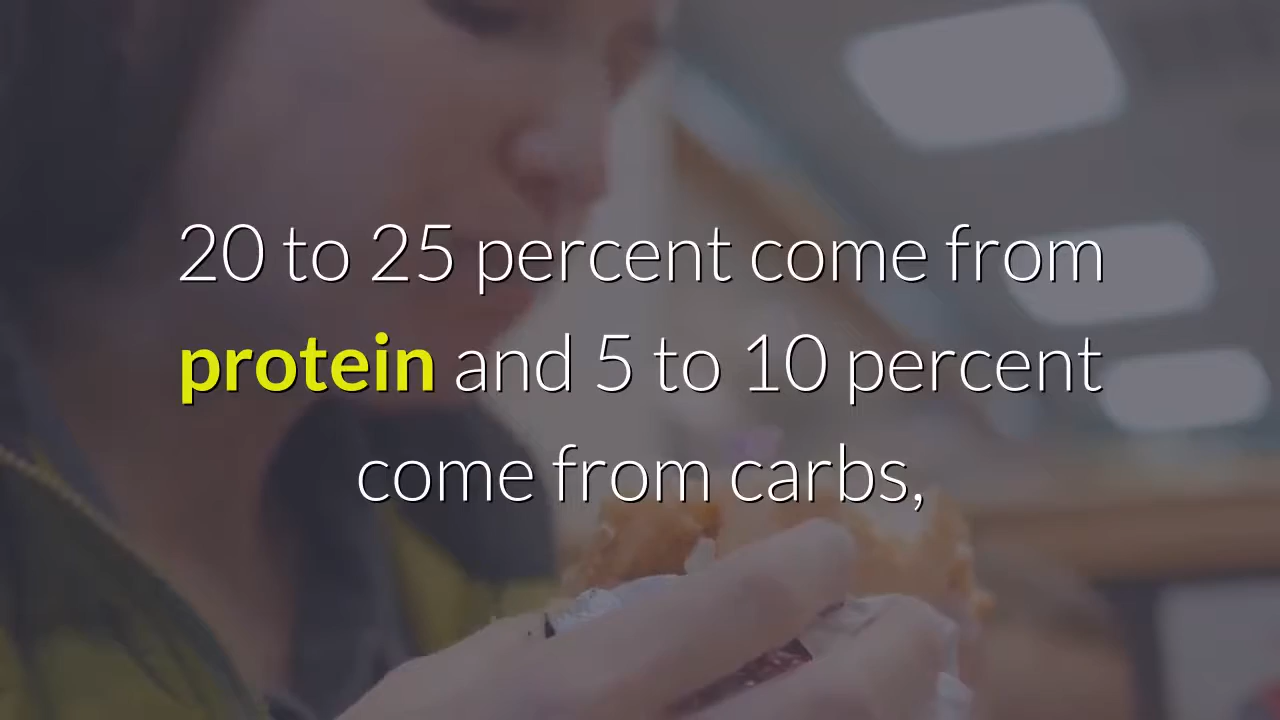 20 to 25 percent come from
protein and 5 to 10 percent
come from carbs,